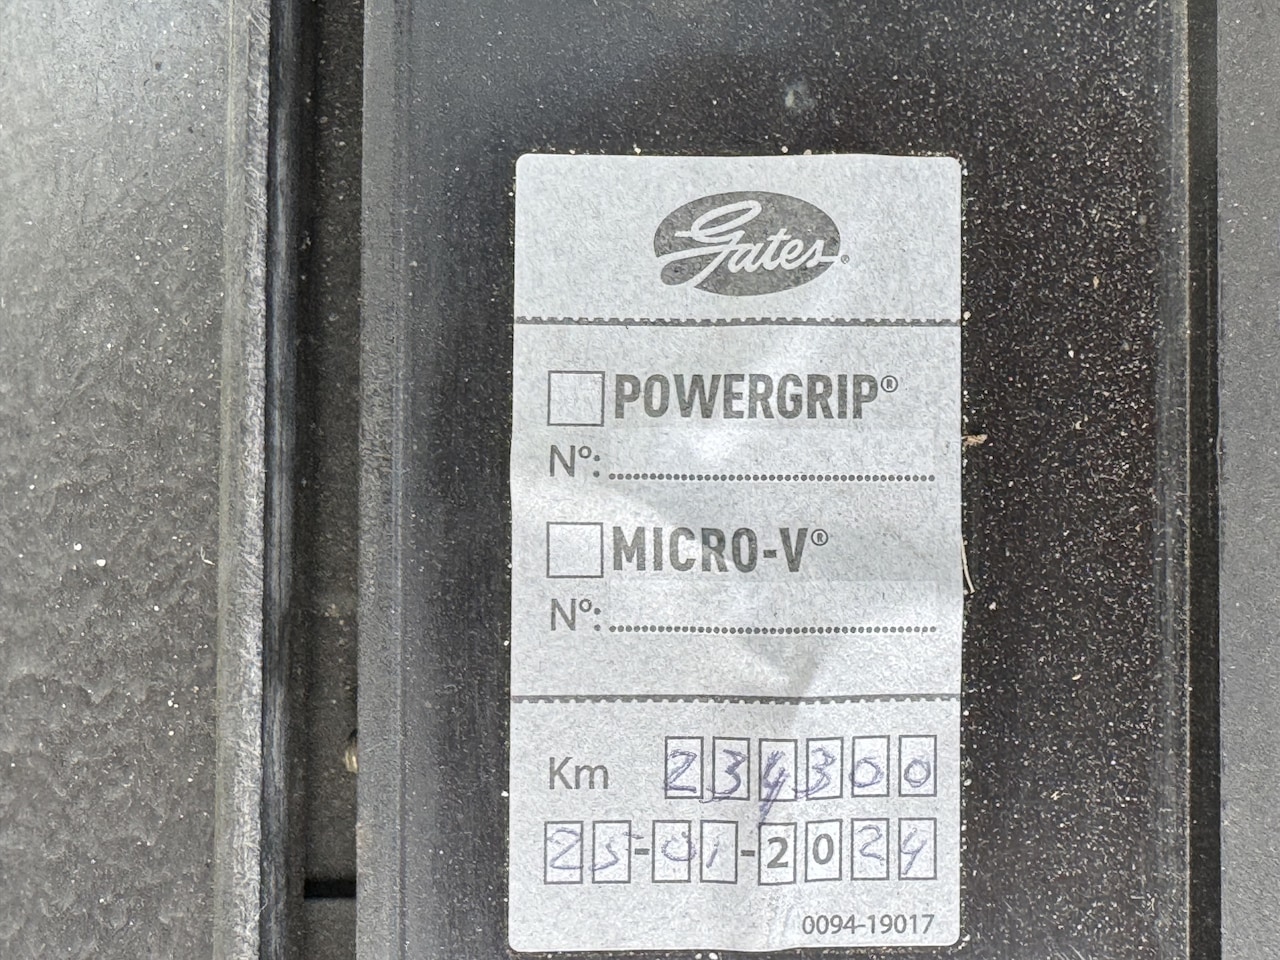 Gates®
POWERGRIP®
Nº:
MICRO-V®
Nº:
Km 234300
25-01-2024
0094-19017